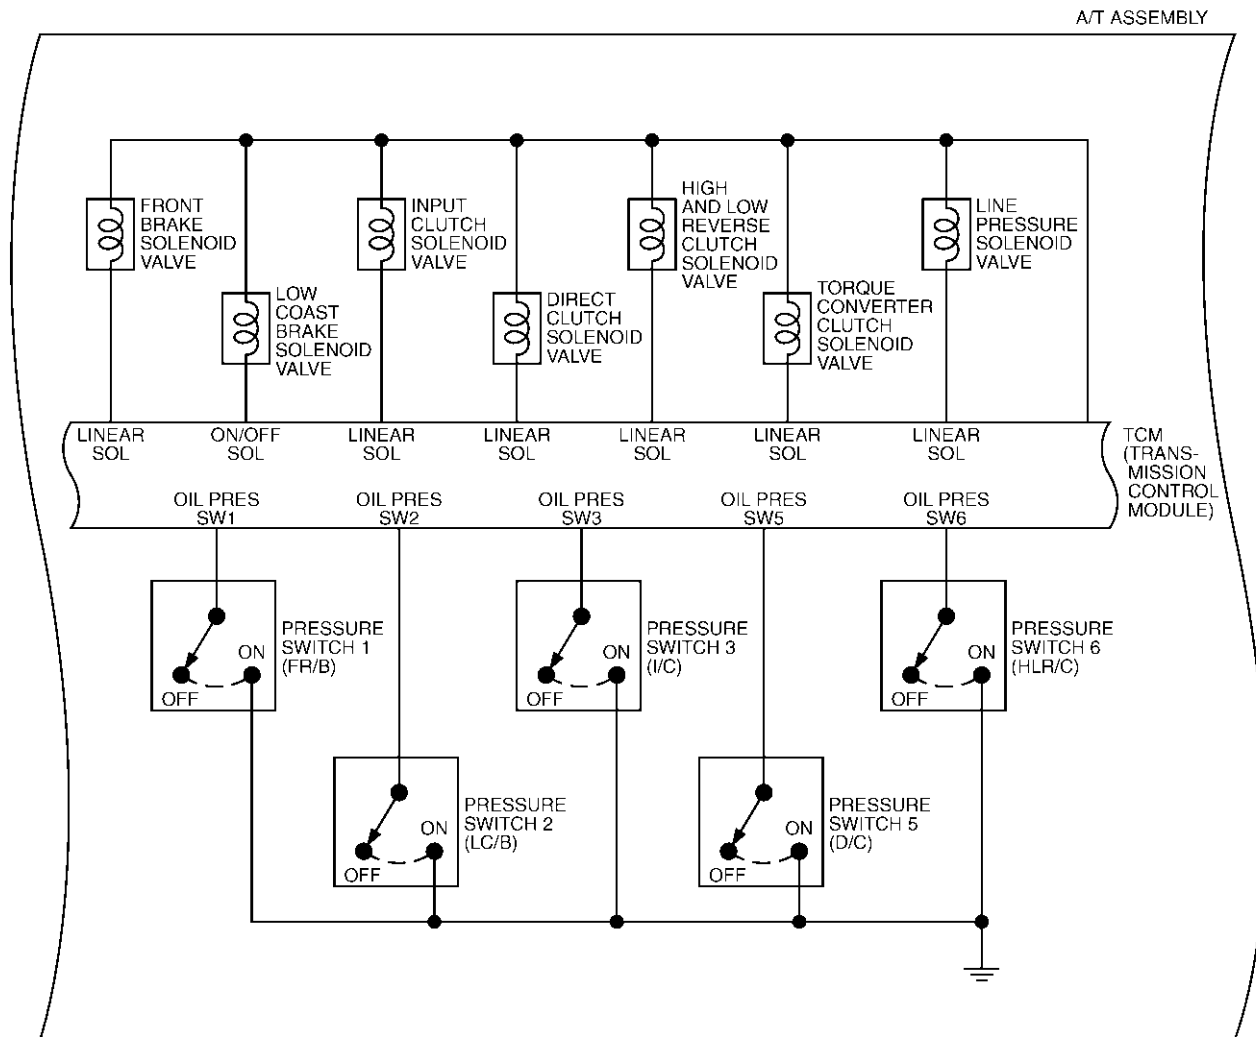 A/T ASSEMBLY
FRONT
BRAKE
SOLENOID
VALVE
LOW
COAST
BRAKE
SOLENOID
VALVE
INPUT
CLUTCH
SOLENOID
VALVE
DIRECT
CLUTCH
SOLENOID
VALVE
HIGH
AND LOW
REVERSE
CLUTCH
SOLENOID
VALVE
TORQUE
CONVERTER
CLUTCH
SOLENOID
VALVE
LINE
PRESSURE
SOLENOID
VALVE
LINEAR
SOL
ON/OFF
SOL
LINEAR
SOL
LINEAR
SOL
LINEAR
SOL
LINEAR
SOL
LINEAR
SOL
TCM
(TRANS-
MISSION
CONTROL
MODULE)
OIL PRES
SW1
OIL PRES
SW2
OIL PRES
SW3
OIL PRES
SW5
OIL PRES
SW6
ON
OFF
PRESSURE
SWITCH 1
(FR/B)
ON
OFF
PRESSURE
SWITCH 3
(I/C)
ON
OFF
PRESSURE
SWITCH 6
(HLR/C)
ON
OFF
PRESSURE
SWITCH 2
(LC/B)
ON
OFF
PRESSURE
SWITCH 5
(D/C)